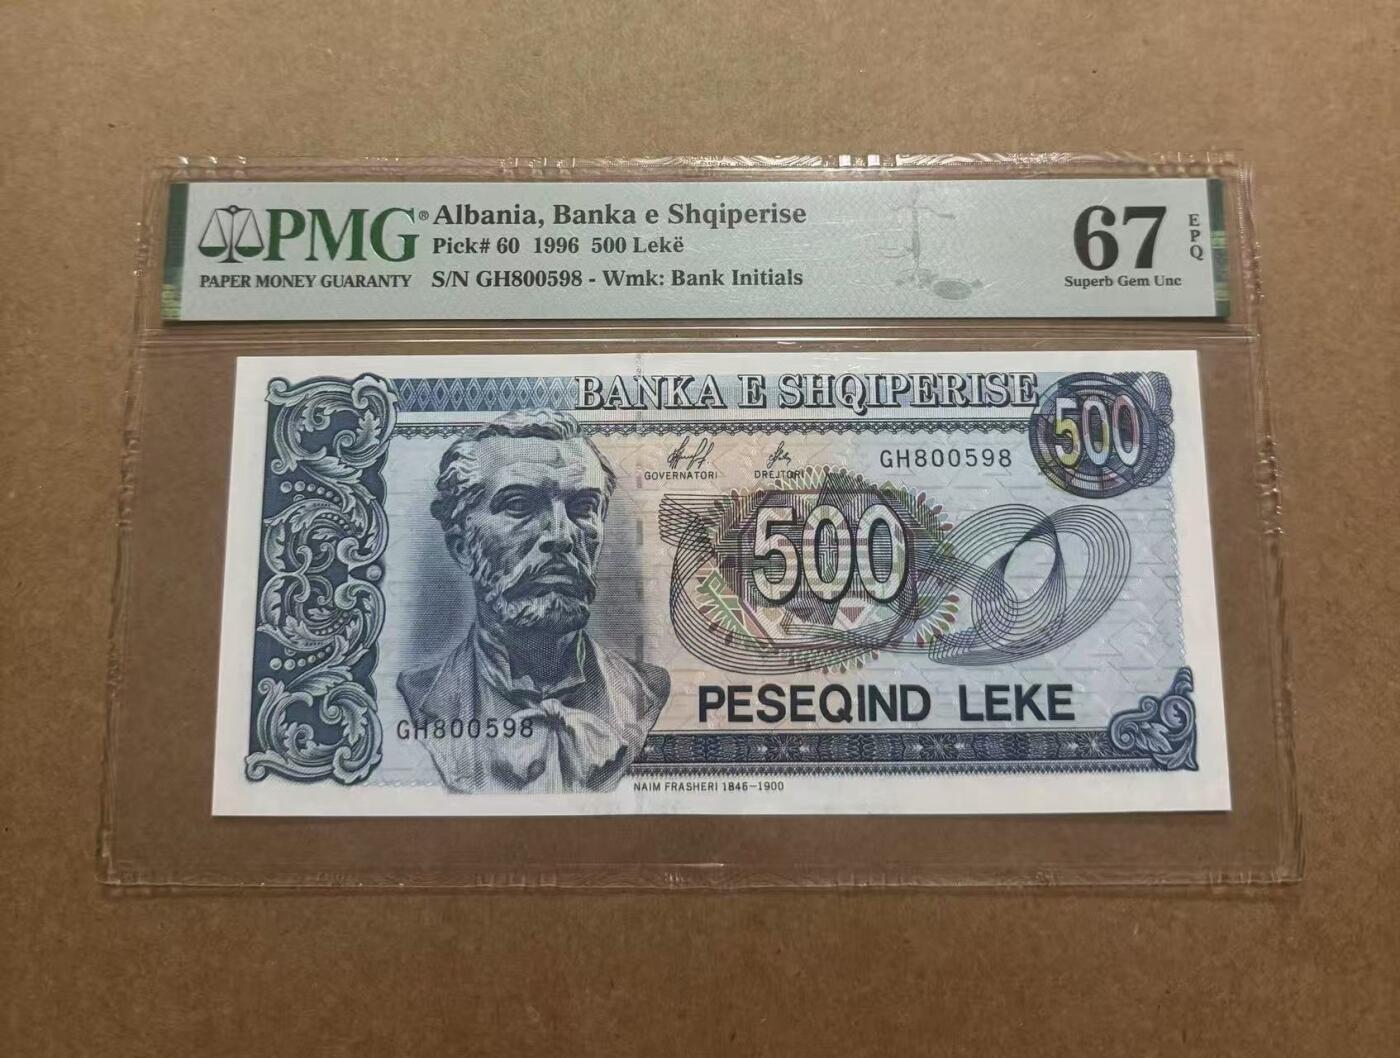 PMG®
PAPER MONEY GUARANTY
Albania, Banka e Shqiperise
Pick# 60 1996 500 Lekë
S/N GH800598 - Wmk: Bank Initials
67
EPQ
Superb Gem Unc
BANKA E SHQIPERISE
500
GOVERNATORI
DREJTORI
GH800598
500
PESEQIND LEKE
GH800598
NAIM FRASHERI 1846-1900